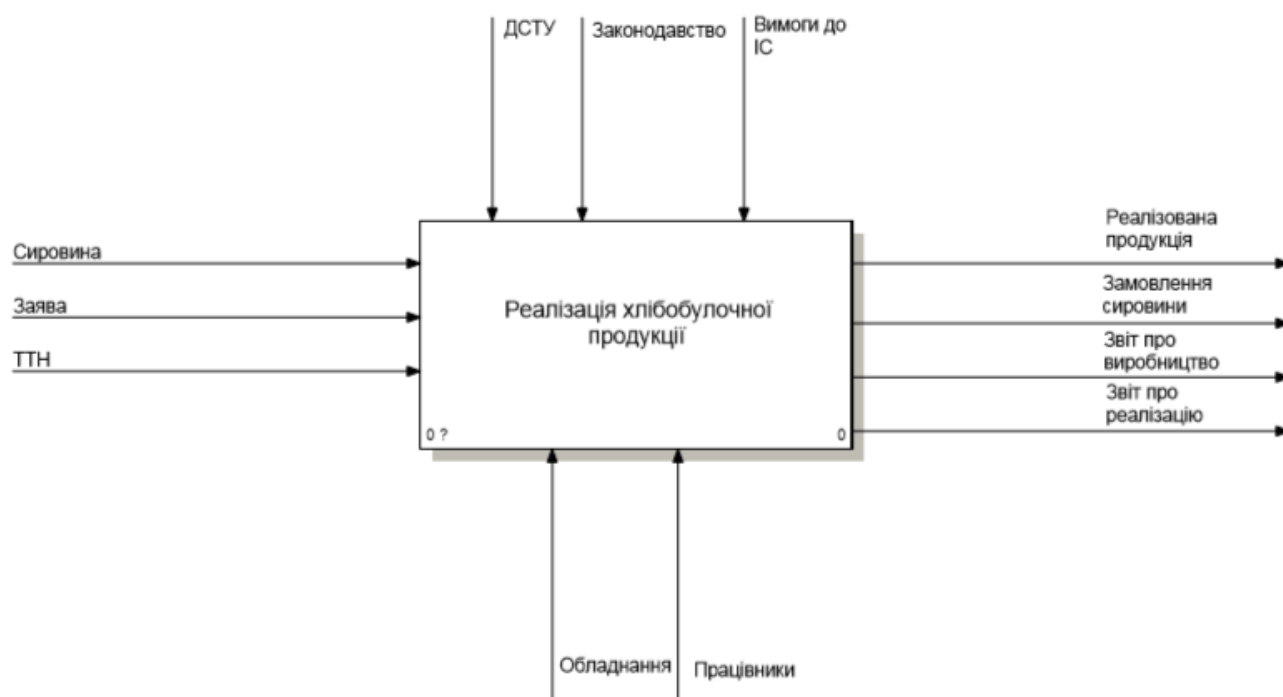 ДСТУ
Законодавство
Вимоги до
ІС
Сировина
Заява
ТТН
Реалізація хлібобулочної
продукції
0 ?
0
Реалізована
продукція
Замовлення
сировини
Звіт про
виробництво
Звіт про
реалізацію
Обладнання
Працівники